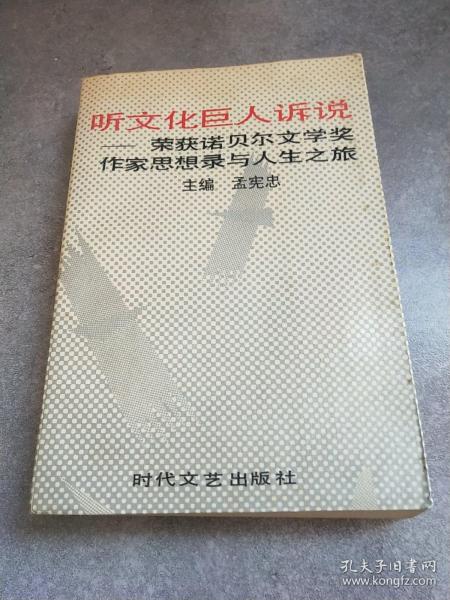 听文化巨人诉说
——荣获诺贝尔文学奖
作家思想录与人生之旅
主编 孟宪忠
时代文艺出版社
孔夫子旧书网
www.kongfz.com